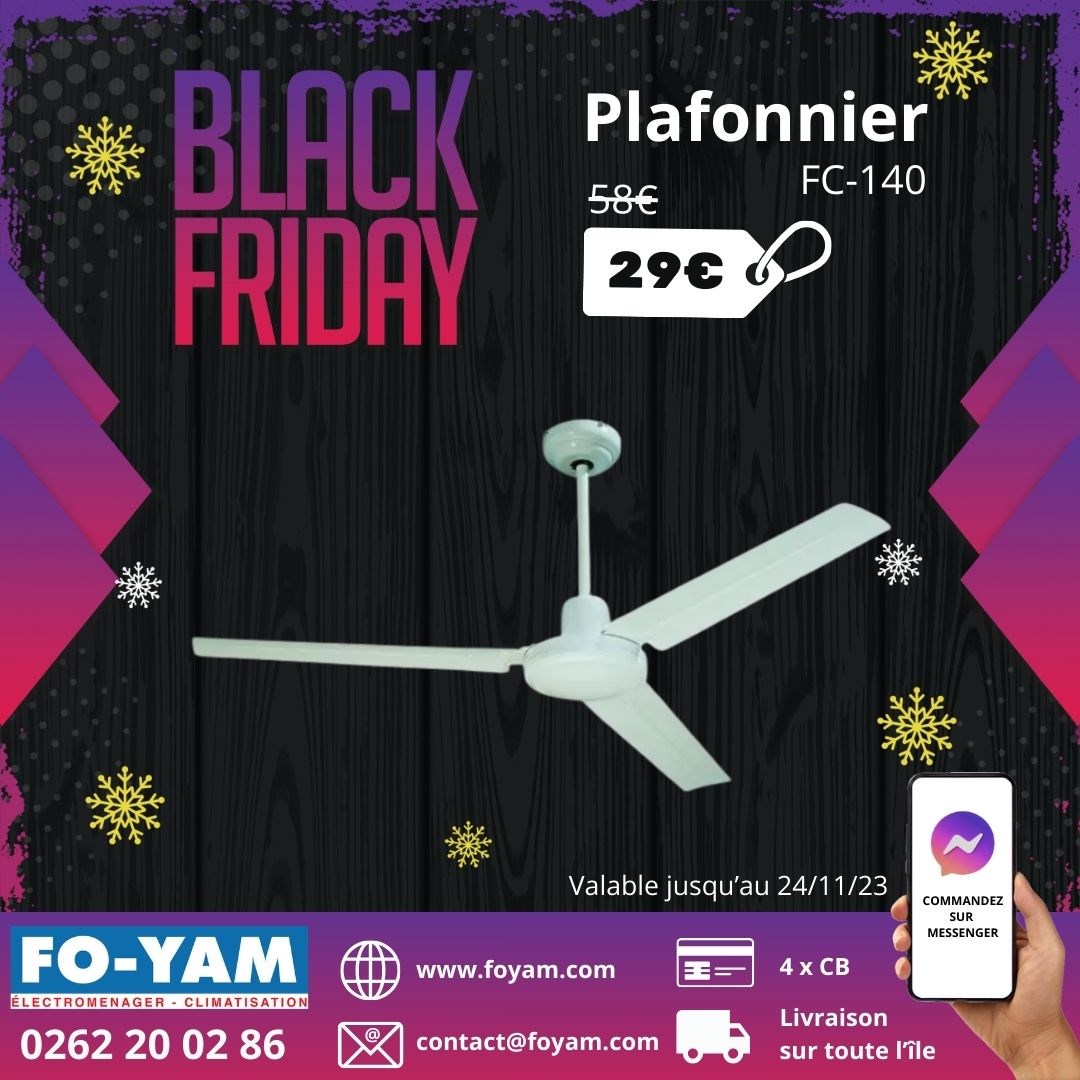 BLACK
FRIDAY
Plafonnier
FC-140
58€
29€
Valable jusqu’au 24/11/23
COMMANDEZ
SUR
MESSENGER
FO-YAM
ÉLECTROMENAGER - CLIMATISATION
0262 20 02 86
www.foyam.com
@
contact@foyam.com
4 x CB
Livraison
sur toute l’île